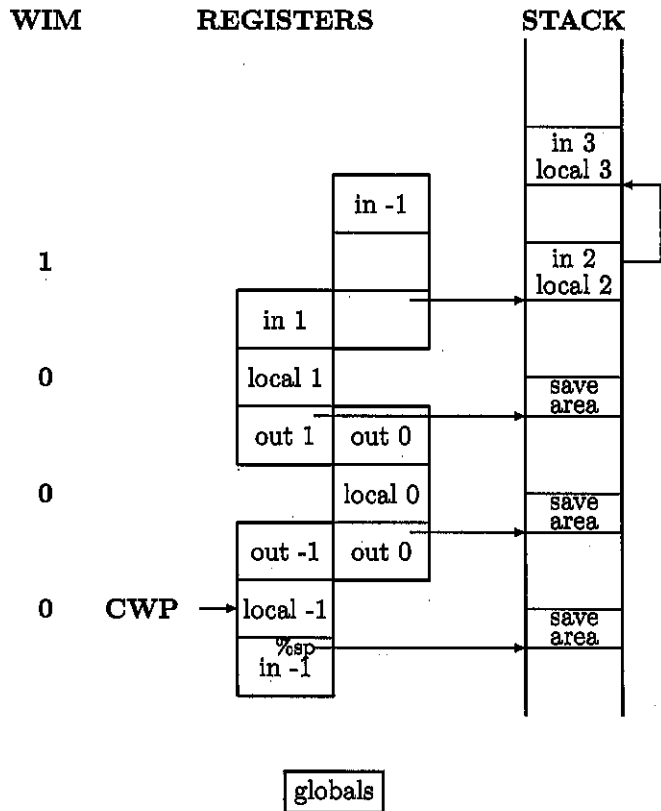 WIM REGISTERS STACK
in 3
local 3
in -1
1
in 2
local 2
in 1
0
local 1
save
area
out 1
out 0
0
local 0
save
area
out -1
out 0
0
CWP
local -1
save
area
%sp
in -1
globals